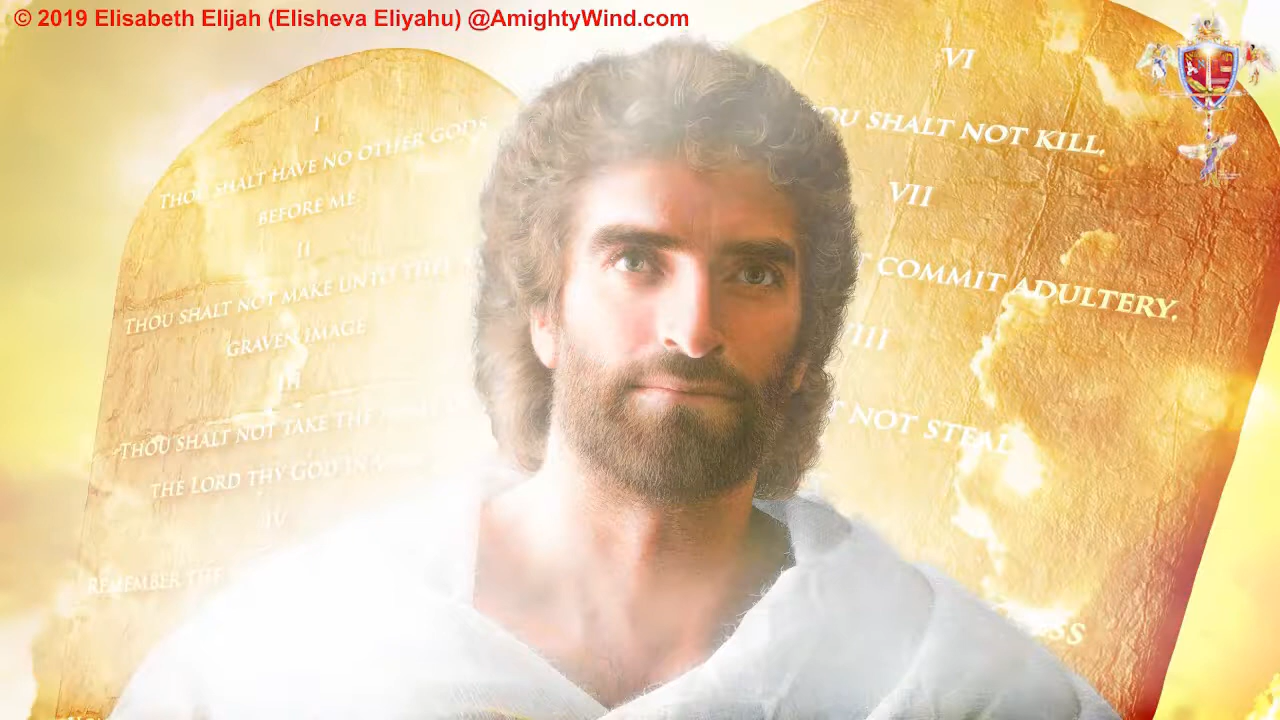 © 2019 Elisabeth Elijah (Elisheva Eliyahu) @AmightyWind.com
I
THOU SHALT HAVE NO OTHER GODS
BEFORE ME
II
THOU SHALT NOT MAKE UNTO THEE
GRAVEN IMAGE
III
THOU SHALT NOT TAKE THE
THE LORD THY GOD IN
IV
REMEMBER THE
VI
SHALT NOT KILL.
VII
COMMIT ADULTERY.
VIII
NOT STEAL